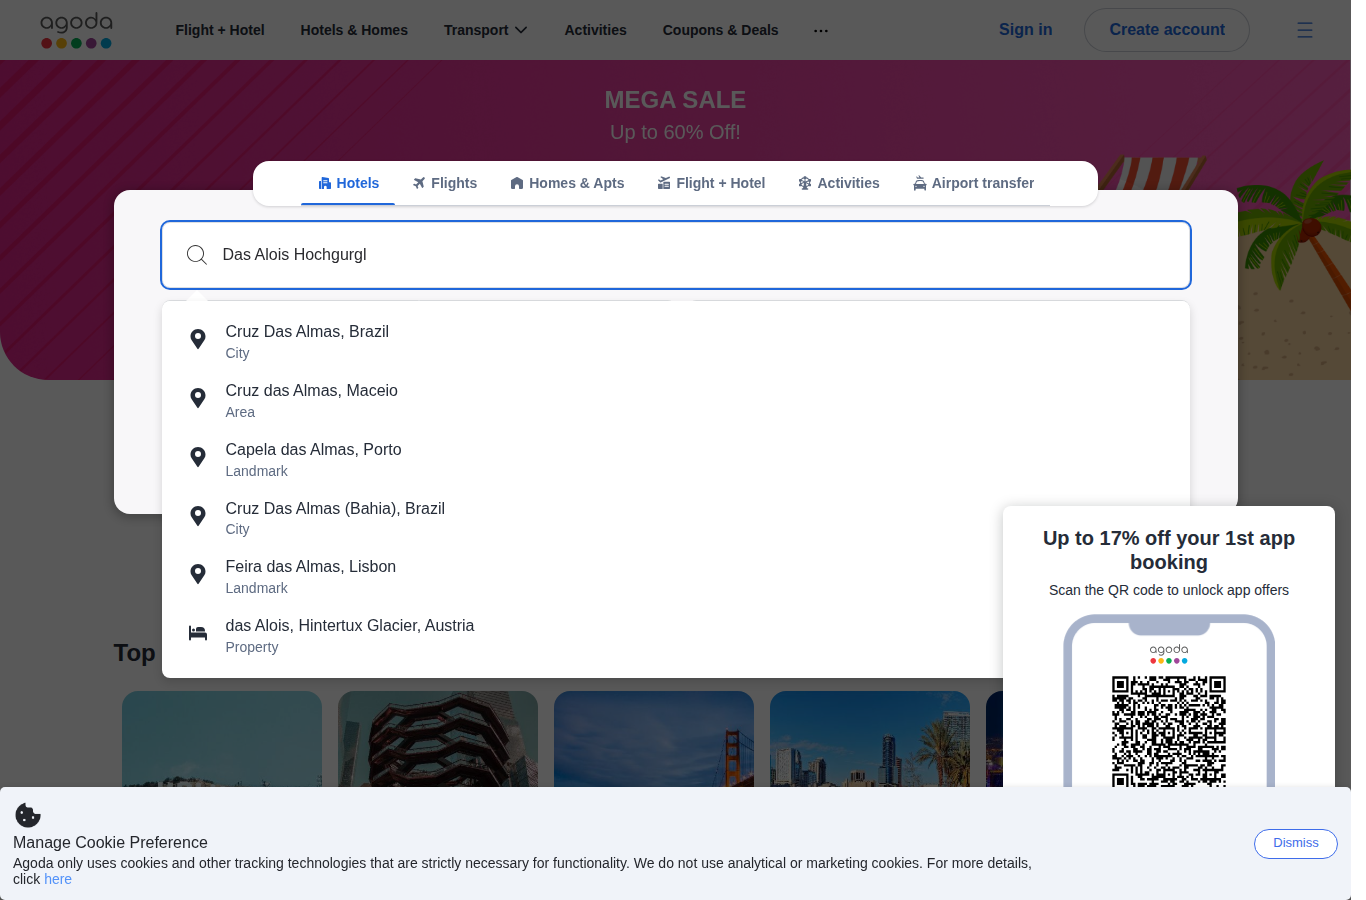 agoda
Flight + Hotel
Hotels & Homes
Transport
Activities
Coupons & Deals
Sign in
Create account
MEGA SALE
Up to 60% Off!
Hotels
Flights
Homes & Apts
Flight + Hotel
Activities
Airport transfer
Das Alois Hochgurgl
Cruz Das Almas, Brazil
City
Cruz das Almas, Maceio
Area
Capela das Almas, Porto
Landmark
Cruz Das Almas (Bahia), Brazil
City
Feira das Almas, Lisbon
Landmark
das Alois, Hintertux Glacier, Austria
Property
Up to 17% off your 1st app
booking
Scan the QR code to unlock app offers
agoda
Top
Manage Cookie Preference
Agoda only uses cookies and other tracking technologies that are strictly necessary for functionality. We do not use analytical or marketing cookies. For more details,
click here
Dismiss